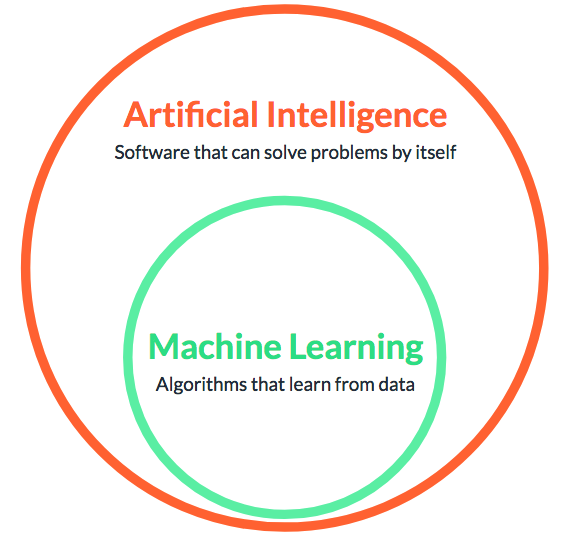 Artificial Intelligence
Software that can solve problems by itself
Machine Learning
Algorithms that learn from data